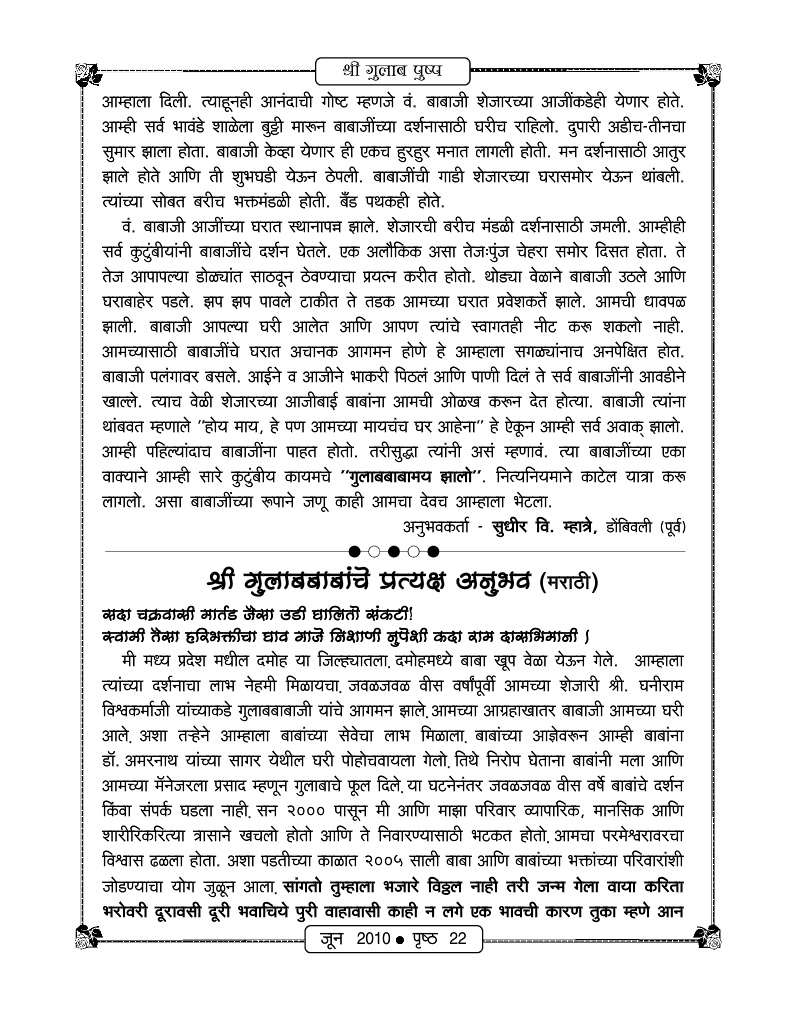 श्री गुलाब पुष्प
आम्हाला दिली. त्याहूनही आनंदाची गोष्ट म्हणजे वं. बाबाजी शेजारच्या आजींकडेही येणार होते.
आम्ही सर्व भावंडे शाळेला बुट्टी मारून बाबाजींच्या दर्शनासाठी घरीच राहिलो. दुपारी अडीच-तीनचा
सुमार झाला होता. बाबाजी केव्हा येणार ही एकच हुरहुर मनात लागली होती. मन दर्शनासाठी आतुर
झाले होते आणि ती शुभघडी येऊन ठेपली. बाबाजींची गाडी शेजारच्या घरासमोर येऊन थांबली.
त्यांच्या सोबत बरीच भक्तमंडळी होती. बँड पथकही होते.
वं. बाबाजी आजींच्या घरात स्थानापन्न झाले. शेजारची बरीच मंडळी दर्शनासाठी जमली. आम्हीही
सर्व कुटुंबीयांनी बाबाजींचे दर्शन घेतले. एक अलौकिक असा तेजःपुंज चेहरा समोर दिसत होता. ते
तेज आपापल्या डोळ्यांत साठवून ठेवण्याचा प्रयत्न करीत होतो. थोड्या वेळाने बाबाजी उठले आणि
घराबाहेर पडले. झप झप पावले टाकीत ते तडक आमच्या घरात प्रवेशकर्ते झाले. आमची धावपळ
झाली. बाबाजी आपल्या घरी आलेत आणि आपण त्यांचे स्वागतही नीट करू शकलो नाही.
आमच्यासाठी बाबाजींचे घरात अचानक आगमन होणे हे आम्हाला सगळ्यांनाच अनपेक्षित होत.
बाबाजी पलंगावर बसले. आईने व आजीने भाकरी पिठलं आणि पाणी दिलं ते सर्व बाबाजींनी आवडीने
खाल्ले. त्याच वेळी शेजारच्या आजीबाई बाबांना आमची ओळख करून देत होत्या. बाबाजी त्यांना
थांबवत म्हणाले "होय माय, हे पण आमच्या मायचंच घर आहेना" हे ऐकून आम्ही सर्व अवाक् झालो.
आम्ही पहिल्यांदाच बाबाजींना पाहत होतो. तरीसुद्धा त्यांनी असं म्हणावं. त्या बाबाजींच्या एका
वाक्याने आम्ही सारे कुटुंबीय कायमचे "गुलाबबाबामय झालो". नित्यनियमाने काटेल यात्रा करू
लागलो. असा बाबाजींच्या रूपाने जणू काही आमचा देवच आम्हाला भेटला.
अनुभवकर्ता - सुधीर वि. म्हात्रे, डोंबिवली (पूर्व)
श्री गुलाबबाबांचे प्रत्यक्ष अनुभव (मराठी)
सदा चक्रवासी मार्तंड जैसा उडी घालितो संकटी!
स्वामी तैसा हरिभक्तीचा घाव माजे निशाणी नुपेशी कदा राम दासभिमानी ।
मी मध्य प्रदेश मधील दमोह या जिल्ह्यातला. दमोहमध्ये बाबा खूप वेळा येऊन गेले. आम्हाला
त्यांच्या दर्शनाचा लाभ नेहमी मिळायचा. जवळजवळ वीस वर्षांपूर्वी आमच्या शेजारी श्री. घनीराम
विश्वकर्माजी यांच्याकडे गुलाबबाबाजी यांचे आगमन झाले. आमच्या आग्रहाखातर बाबाजी आमच्या घरी
आले. अशा तऱ्हेने आम्हाला बाबांच्या सेवेचा लाभ मिळाला. बाबांच्या आज्ञेवरून आम्ही बाबांना
डॉ. अमरनाथ यांच्या सागर येथील घरी पोहोचवायला गेलो. तिथे निरोप घेताना बाबांनी मला आणि
आमच्या मॅनेजरला प्रसाद म्हणून गुलाबाचे फूल दिले. या घटनेनंतर जवळजवळ वीस वर्षे बाबांचे दर्शन
किंवा संपर्क घडला नाही. सन २००० पासून मी आणि माझा परिवार व्यापारिक, मानसिक आणि
शारीरिकरित्या त्रासाने खचलो होतो आणि ते निवारण्यासाठी भटकत होतो. आमचा परमेश्वरावरचा
विश्वास ढळला होता. अशा पडतीच्या काळात २००५ साली बाबा आणि बाबांच्या भक्तांच्या परिवारांशी
जोडण्याचा योग जुळून आला. सांगतो तुम्हाला भजारे विठ्ठल नाही तरी जन्म गेला वाया करिता
भरोवरी दूरावसी दूरी भवाचिये पुरी वाहावासी काही न लगे एक भावची कारण तुका म्हणे आन
जून 2010 ● पृष्ठ 22